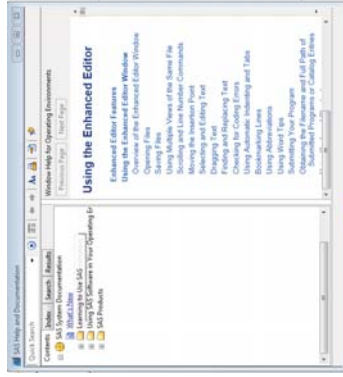 SAS Help and Documentation
Quick Search
Contents Index Search Results
SAS System Documentation
What's New
Learning to Use SAS
Using SAS Software in Your Operating En
SAS Products
Window Help for Operating Environments
Previous Page Next Page
Using the Enhanced Editor
Enhanced Editor Features
Using the Enhanced Editor Window
Overview of the Enhanced Editor Window
Opening Files
Saving Files
Using Multiple Views of the Same File
Scrolling and Line Number Commands
Moving the Insertion Point
Selecting and Editing Text
Dragging Text
Finding and Replacing Text
Checking for Coding Errors
Using Automatic Indenting and Tabs
Bookmarking Lines
Using Abbreviations
Using Word Tips
Submitting Your Program
Obtaining the Filename and Full Path of
Submitted Programs or Catalog Entries